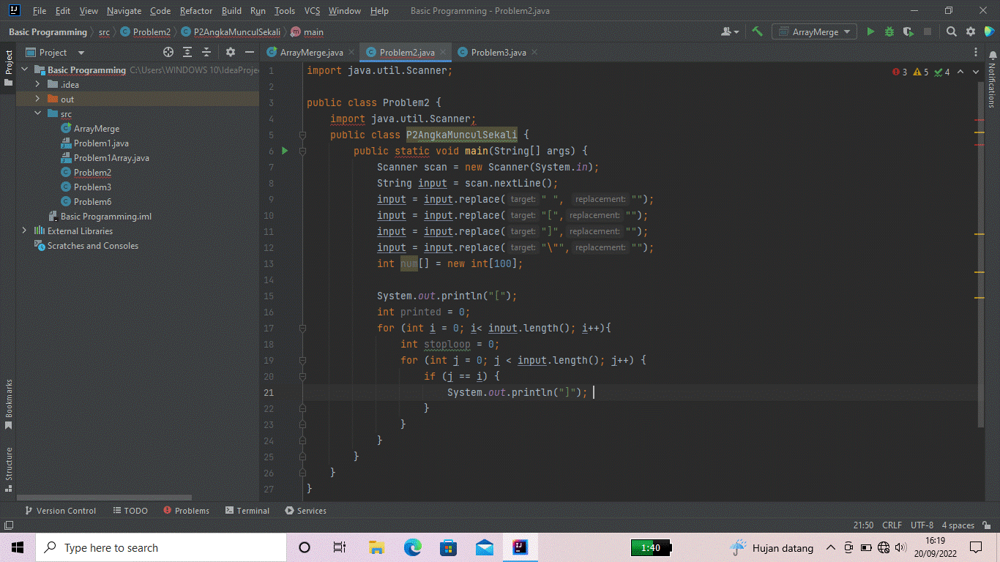 File Edit View Navigate Code Refactor Build Run Tools VCS Window Help Basic Programming - Problem2.java
Basic Programming src Problem2 P2AngkaMunculSekali main ArrayMerge
Project ArrayMerge.java Problem2.java Problem3.java
Project
Notifications
Bookmarks
Structure
Basic Programming C:\Users\WINDOWS 10\IdeaProje
.idea
out
src
ArrayMerge
Problem1.java
Problem1Array.java
Problem2
Problem3
Problem6
Basic Programming.iml
External Libraries
Scratches and Consoles
3 5 4
1 import java.util.Scanner;
2
3 public class Problem2 {
4 import java.util.Scanner;
5 public class P2AngkaMunculSekali {
6 public static void main(String[] args) {
7 Scanner scan = new Scanner(System.in);
8 String input = scan.nextLine();
9 input = input.replace( target: " ", replacement: "");
10 input = input.replace( target: "[", replacement: "");
11 input = input.replace( target: "]", replacement: "");
12 input = input.replace( target: "\"", replacement: "");
13 int num[] = new int[100];
14
15 System.out.println("[");
16 int printed = 0;
17 for (int i = 0; i< input.length(); i++){
18 int stoploop = 0;
19 for (int j = 0; j < input.length(); j++) {
20 if (j == i) {
21 System.out.println("]");
22 }
23 }
24 }
25 }
26 }
27 }
Version Control TODO Problems Terminal Services
21:50 CRLF UTF-8 4 spaces
Type here to search 1:40 Hujan datang 16:19
20/09/2022